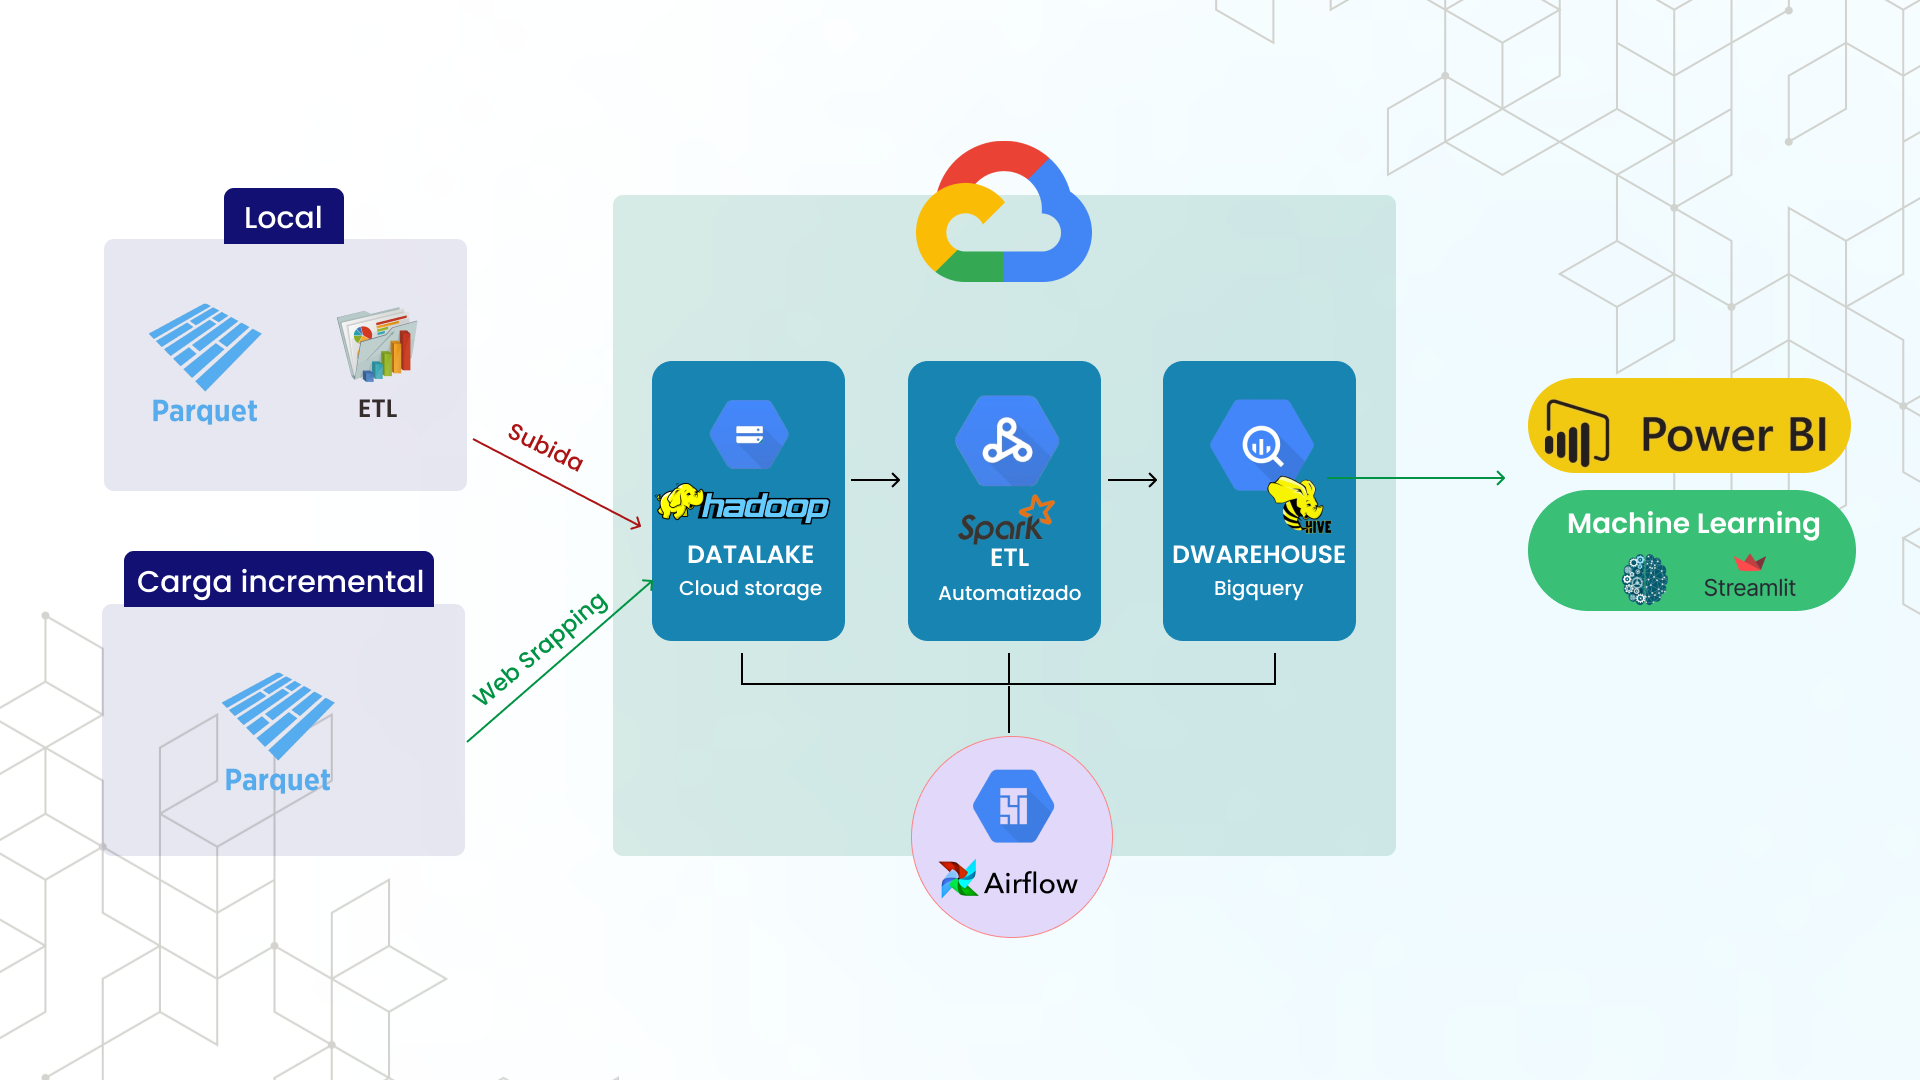 Local
Parquet
ETL
Subida
Carga incremental
Parquet
Web Srapping
hadoop
DATALAKE
Cloud storage
Spark
ETL
Automatizado
HIVE
DWAREHOUSE
Bigquery
Airflow
Power BI
Machine Learning
Streamlit